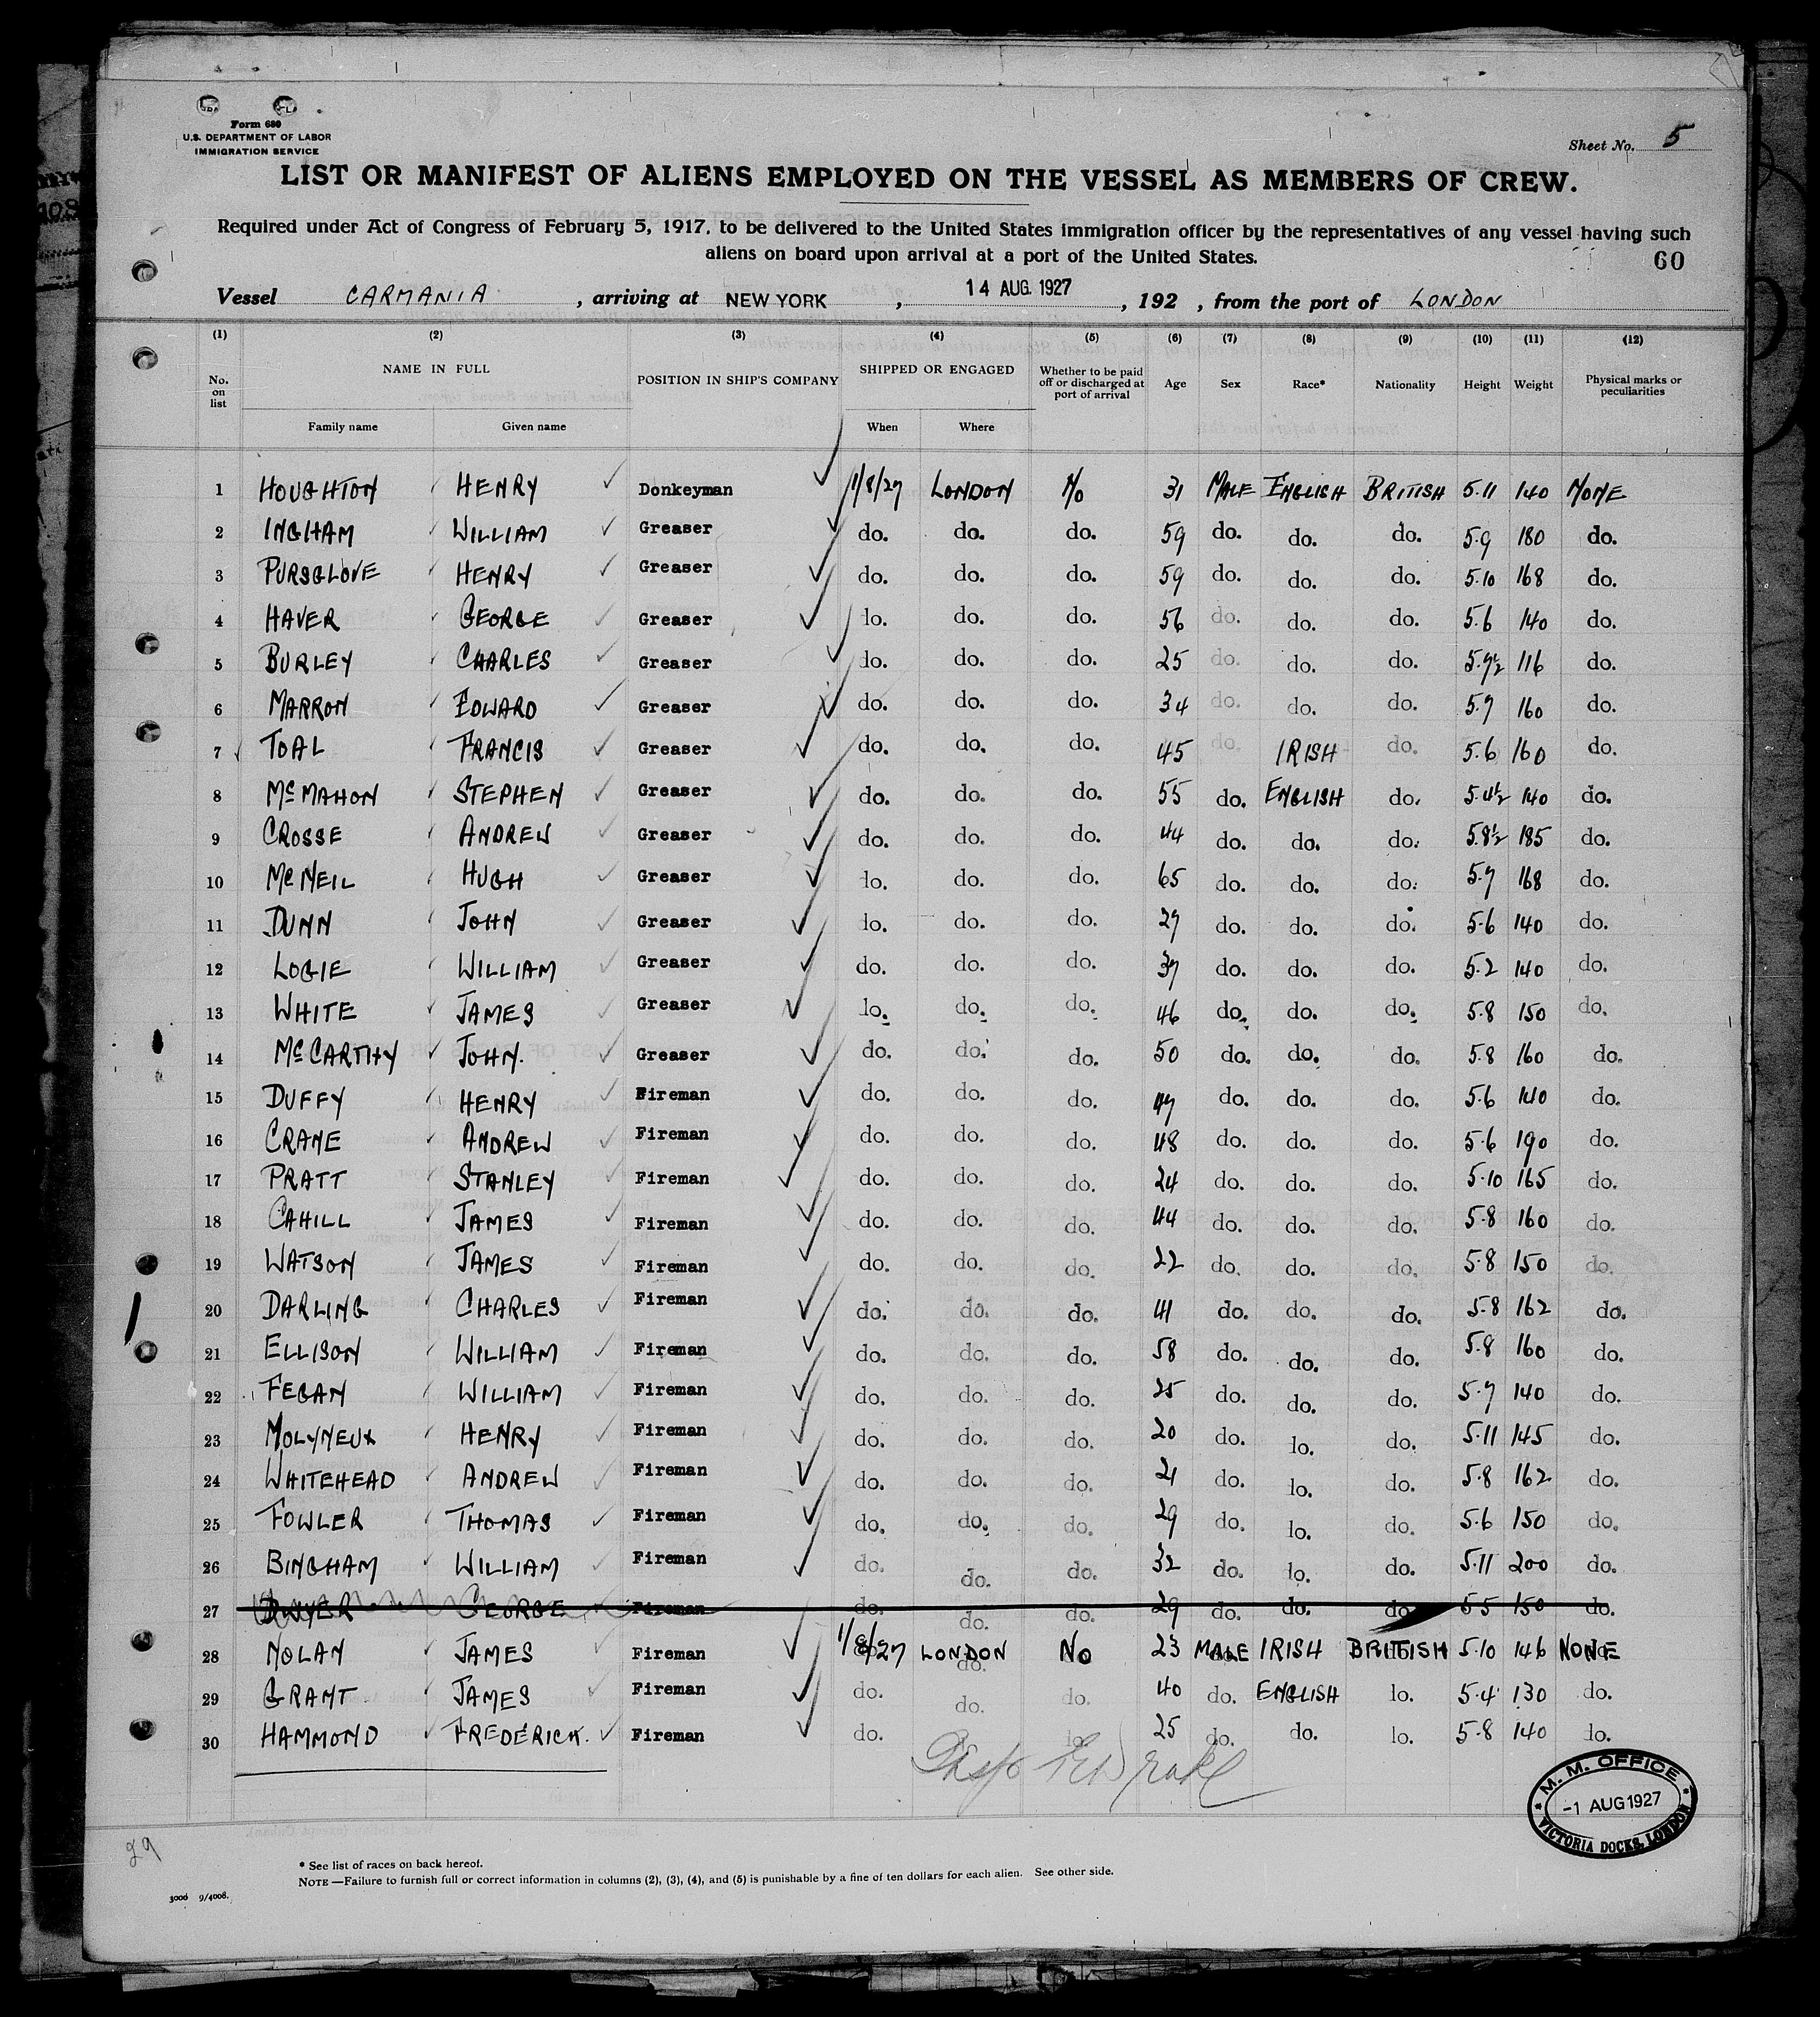 Form 680
U.S. DEPARTMENT OF LABOR
IMMIGRATION SERVICE
Sheet No. 5
LIST OR MANIFEST OF ALIENS EMPLOYED ON THE VESSEL AS MEMBERS OF CREW.
Required under Act of Congress of February 5, 1917, to be delivered to the United States immigration officer by the representatives of any vessel having such
aliens on board upon arrival at a port of the United States.
60
Vessel CARMANIA , arriving at NEW YORK , 14 AUG. 1927 , 192 , from the port of LONDON
(1) (2) (3) (4) (5) (6) (7) (8) (9) (10) (11) (12)
No. on list NAME IN FULL POSITION IN SHIP'S COMPANY SHIPPED OR ENGAGED Whether to be paid off or discharged at port of arrival Age Sex Race* Nationality Height Weight Physical marks or peculiarities
Family name Given name When Where
1 HOUGHTON HENRY Donkeyman 1/8/27 LONDON NO 31 MALE ENGLISH BRITISH 5.11 140 NONE
2 INGHAM WILLIAM Greaser do. do. do. 59 do. do. do. 5.9 180 do.
3 PURSGLOVE HENRY Greaser do. do. do. 59 do. do. do. 5.10 168 do.
4 HAVER GEORGE Greaser lo. do. do. 56 do. do. do. 5.6 140 do.
5 BURLEY CHARLES Greaser do. do. do. 25 do. do. do. 5.7½ 116 do.
6 MARRON EDWARD Greaser do. do. do. 34 do. do. do. 5.7 160 do.
7 TOAL FRANCIS Greaser do. do. do. 45 do. IRISH do. 5.6 160 do.
8 McMAHON STEPHEN Greaser do. do. do. 55 do. ENGLISH do. 5.4½ 140 do.
9 CROSSE ANDREW Greaser do. do. do. 44 do. do. do. 5.8½ 185 do.
10 McNEIL HUGH Greaser lo. do. do. 65 do. do. do. 5.7 168 do.
11 DUNN JOHN Greaser lo. do. do. 27 do. do. do. 5.6 140 do.
12 LOGIE WILLIAM Greaser do. do. do. 37 do. do. do. 5.2 140 do.
13 WHITE JAMES Greaser lo. do. do. 46 do. do. do. 5.8 150 do.
14 McCARTHY JOHN. Greaser do. do. do. 50 do. do. do. 5.8 160 do.
15 DUFFY HENRY Fireman do. do. do. 47 do. do. do. 5.6 140 do.
16 CRANE ANDREW Fireman do. do. do. 48 do. do. do. 5.6 190 do.
17 PRATT STANLEY Fireman do. do. do. 24 do. do. do. 5.10 165 do.
18 CAHILL JAMES Fireman do. do. do. 44 do. do. do. 5.8 160 do.
19 WATSON JAMES Fireman do. do. do. 22 do. do. do. 5.8 150 do.
20 DARLING CHARLES Fireman do. do. do. 41 do. do. do. 5.8 162 do.
21 ELLISON WILLIAM Fireman do. do. do. 58 do. do. do. 5.8 160 do.
22 FEGAN WILLIAM Fireman do. do. do. 25 do. do. do. 5.7 140 do.
23 MOLYNEUX HENRY Fireman do. do. do. 20 do. lo. do. 5.11 145 do.
24 WHITEHEAD ANDREW Fireman do. do. do. 21 do. lo. do. 5.8 162 do.
25 FOWLER THOMAS Fireman do. do. do. 29 do. lo. do. 5.6 150 do.
26 BINGHAM WILLIAM Fireman do. do. do. 32 do. lo. do. 5.11 200 do.
27 DWYER GEORGE Fireman do. do. do. 29 do. do. do. 5.5 150 do.
28 NOLAN JAMES Fireman 1/8/27 LONDON No 23 MALE IRISH BRITISH 5.10 146 NONE
29 GRANT JAMES Fireman do. do. do. 40 do. ENGLISH lo. 5.4 130 do.
30 HAMMOND FREDERICK. Fireman do. lo. 25 do. do. lo. 5.8 140 lo.
M. M. OFFICE
-1 AUG 1927
VICTORIA DOCKS, LONDON
29
* See list of races on back hereof.
NOTE.—Failure to furnish full or correct information in columns (2), (3), (4), and (5) is punishable by a fine of ten dollars for each alien. See other side.
3000 9/4008.